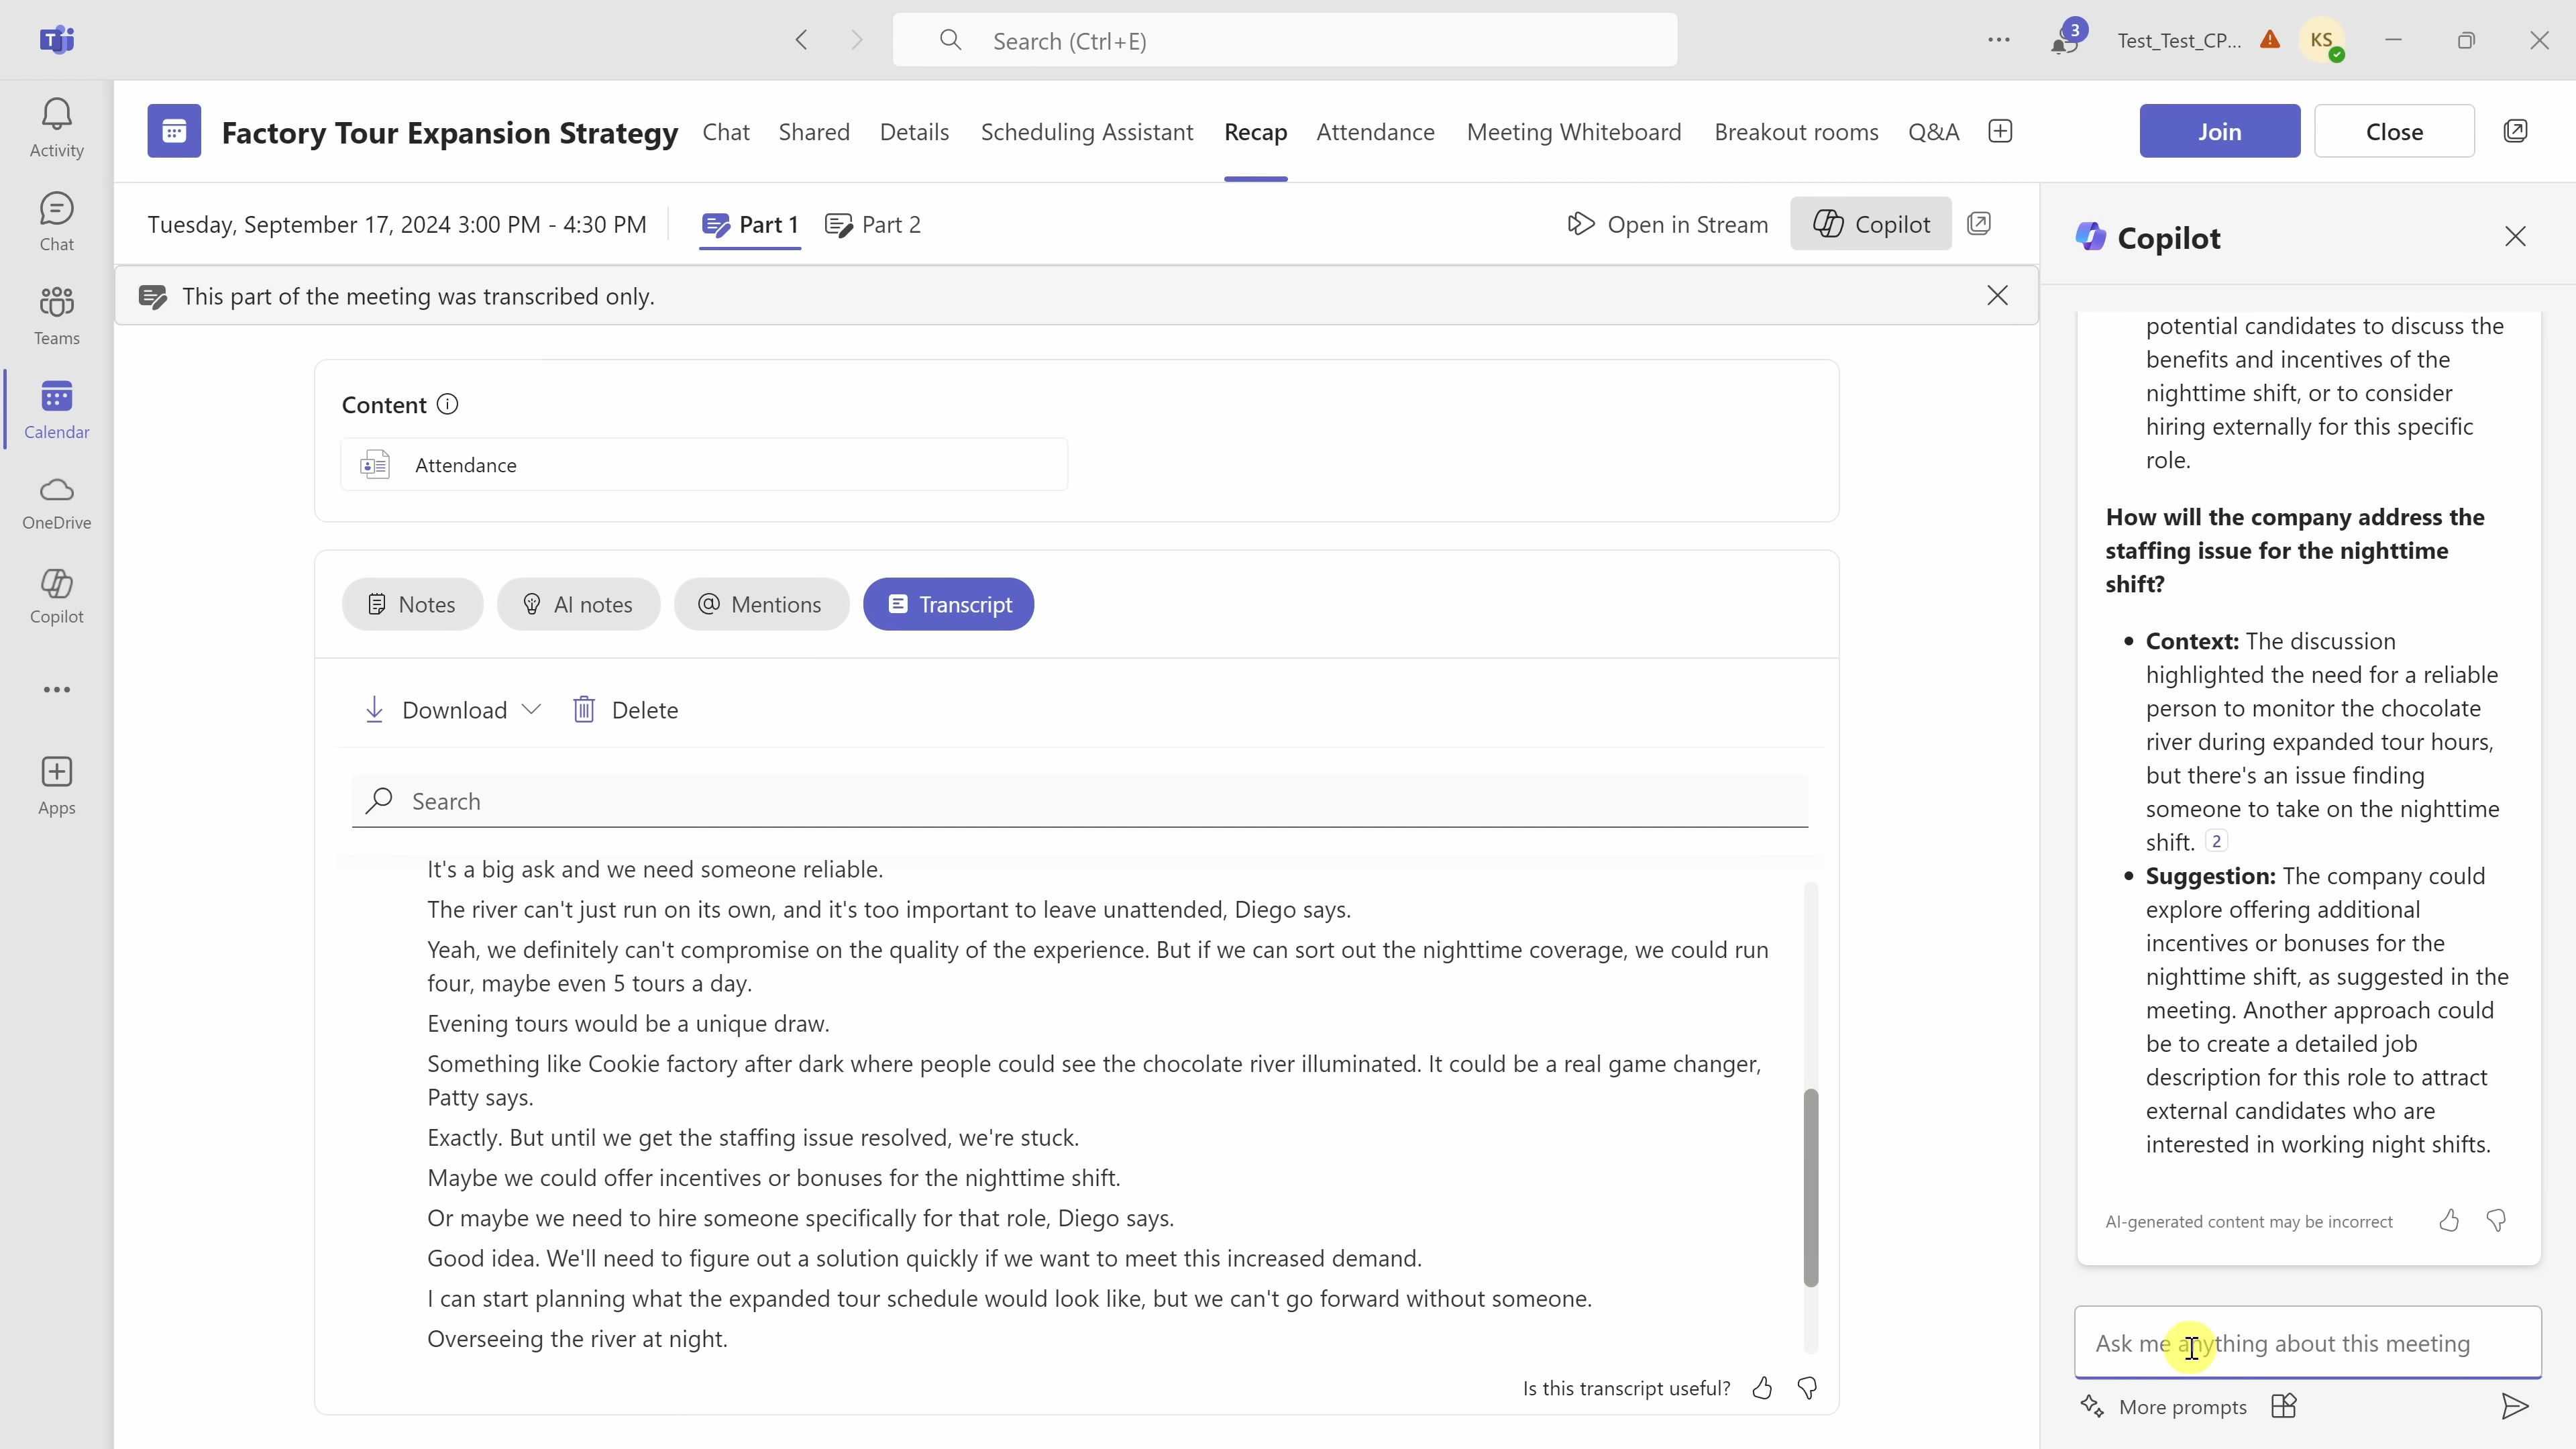 Search (Ctrl+E)
3
Test_Test_CP...
KS
Activity
Chat
Teams
Calendar
OneDrive
Copilot
Apps
Factory Tour Expansion Strategy
Chat
Shared
Details
Scheduling Assistant
Recap
Attendance
Meeting Whiteboard
Breakout rooms
Q&A
Join
Close
Tuesday, September 17, 2024 3:00 PM - 4:30 PM
Part 1
Part 2
Open in Stream
Copilot
This part of the meeting was transcribed only.
Content
Attendance
Notes
AI notes
Mentions
Transcript
Download
Delete
Search
It's a big ask and we need someone reliable.
The river can't just run on its own, and it's too important to leave unattended, Diego says.
Yeah, we definitely can't compromise on the quality of the experience. But if we can sort out the nighttime coverage, we could run
four, maybe even 5 tours a day.
Evening tours would be a unique draw.
Something like Cookie factory after dark where people could see the chocolate river illuminated. It could be a real game changer,
Patty says.
Exactly. But until we get the staffing issue resolved, we're stuck.
Maybe we could offer incentives or bonuses for the nighttime shift.
Or maybe we need to hire someone specifically for that role, Diego says.
Good idea. We'll need to figure out a solution quickly if we want to meet this increased demand.
I can start planning what the expanded tour schedule would look like, but we can't go forward without someone.
Overseeing the river at night.
Is this transcript useful?
Copilot
potential candidates to discuss the
benefits and incentives of the
nighttime shift, or to consider
hiring externally for this specific
role.
How will the company address the
staffing issue for the nighttime
shift?
• Context: The discussion
highlighted the need for a reliable
person to monitor the chocolate
river during expanded tour hours,
but there's an issue finding
someone to take on the nighttime
shift. 2
• Suggestion: The company could
explore offering additional
incentives or bonuses for the
nighttime shift, as suggested in the
meeting. Another approach could
be to create a detailed job
description for this role to attract
external candidates who are
interested in working night shifts.
AI-generated content may be incorrect
Ask me anything about this meeting
More prompts